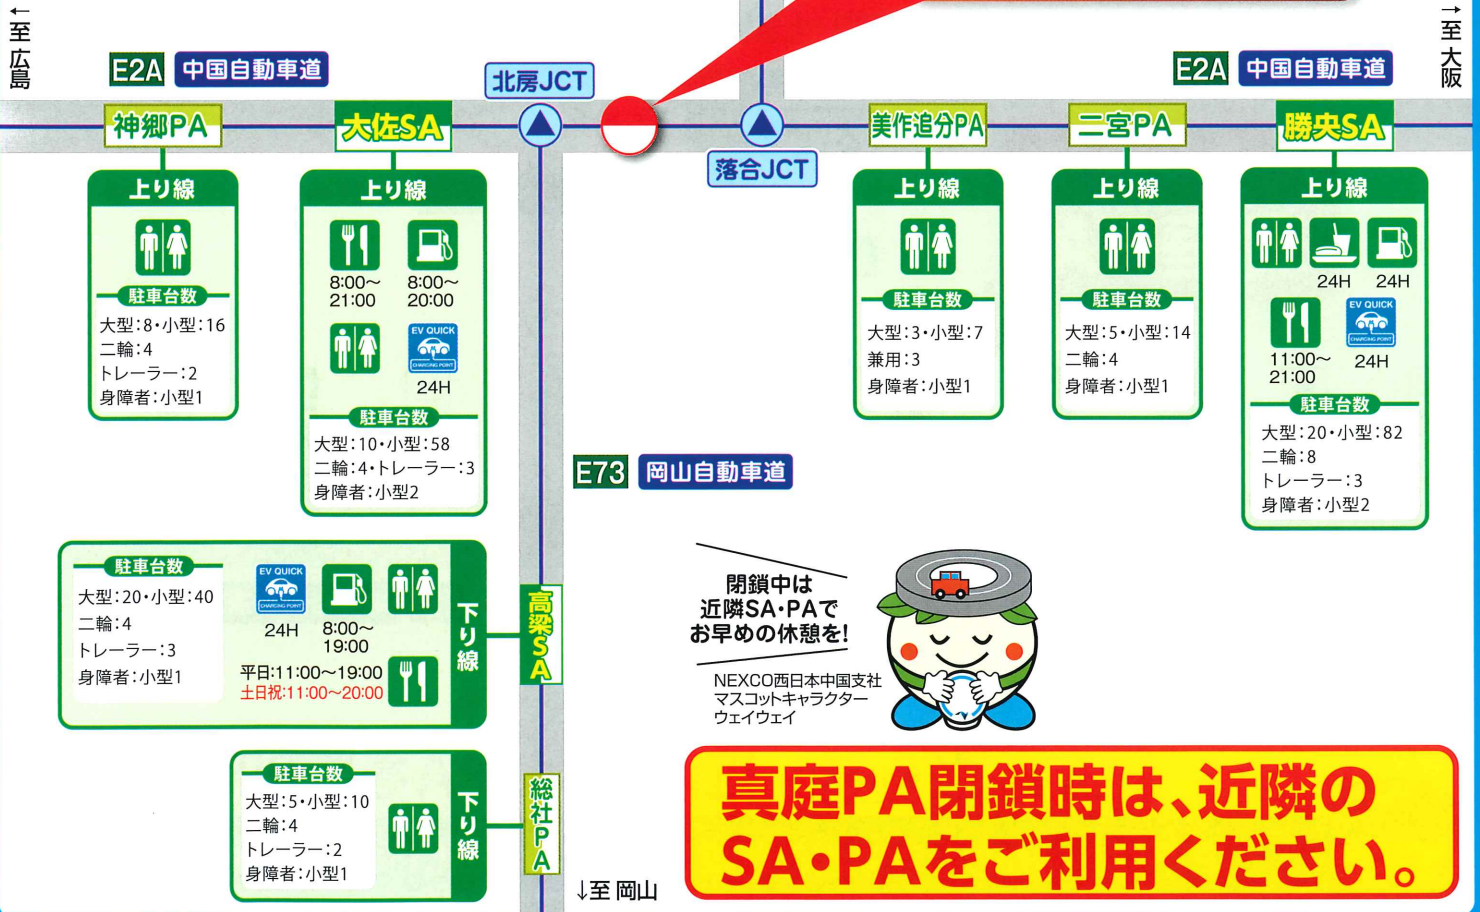 ←至 広島
→至 大阪
E2A 中国自動車道
E2A 中国自動車道
北房JCT
神郷PA
大佐SA
落合JCT
美作追分PA
二宮PA
勝央SA
上り線
駐車台数
大型:8・小型:16
二輪:4
トレーラー:2
身障者:小型1
上り線
8:00～
21:00
8:00～
20:00
EV QUICK
CHARGING POINT
24H
駐車台数
大型:10・小型:58
二輪:4・トレーラー:3
身障者:小型2
上り線
駐車台数
大型:3・小型:7
兼用:3
身障者:小型1
上り線
駐車台数
大型:5・小型:14
二輪:4
身障者:小型1
上り線
24H
24H
11:00～
21:00
EV QUICK
CHARGING POINT
24H
駐車台数
大型:20・小型:82
二輪:8
トレーラー:3
身障者:小型2
E73 岡山自動車道
駐車台数
大型:20・小型:40
二輪:4
トレーラー:3
身障者:小型1
EV QUICK
CHARGING POINT
24H
8:00～
19:00
平日:11:00～19:00
土日祝:11:00～20:00
下り線
高梁SA
駐車台数
大型:5・小型:10
二輪:4
トレーラー:2
身障者:小型1
下り線
総社PA
↓至 岡山
閉鎖中は
近隣SA・PAで
お早めの休憩を!
NEXCO西日本中国支社
マスコットキャラクター
ウェイウェイ
真庭PA閉鎖時は、近隣の
SA・PAをご利用ください。